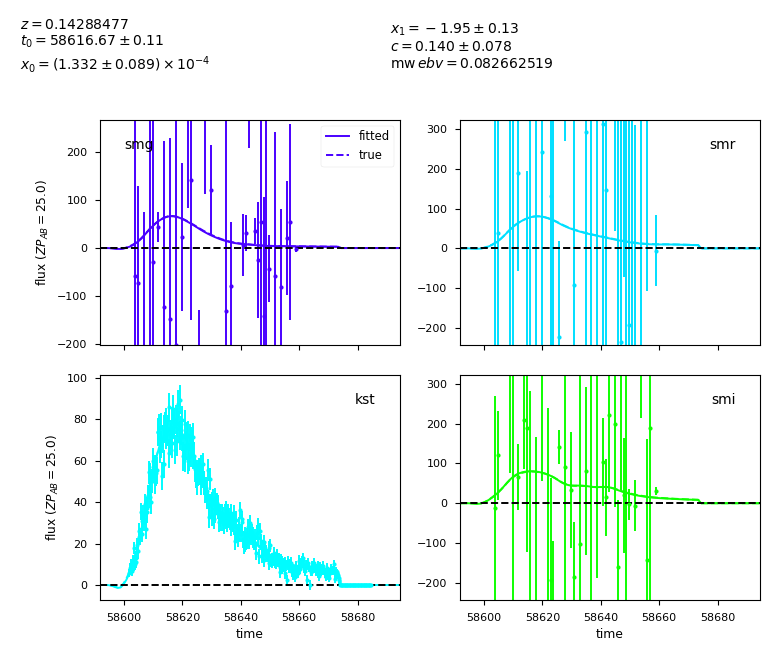 z = 0.14288477
t₀ = 58616.67 ± 0.11
x₀ = (1.332 ± 0.089) × 10⁻⁴
x₁ = −1.95 ± 0.13
c = 0.140 ± 0.078
mw ebv = 0.082662519
smg
fitted
true
200
100
0
−100
−200
flux (ZP_AB = 25.0)
smr
300
200
100
0
−100
−200
kst
100
80
60
40
20
0
flux (ZP_AB = 25.0)
58600 58620 58640 58660 58680
time
smi
300
200
100
0
−100
−200
58600 58620 58640 58660 58680
time